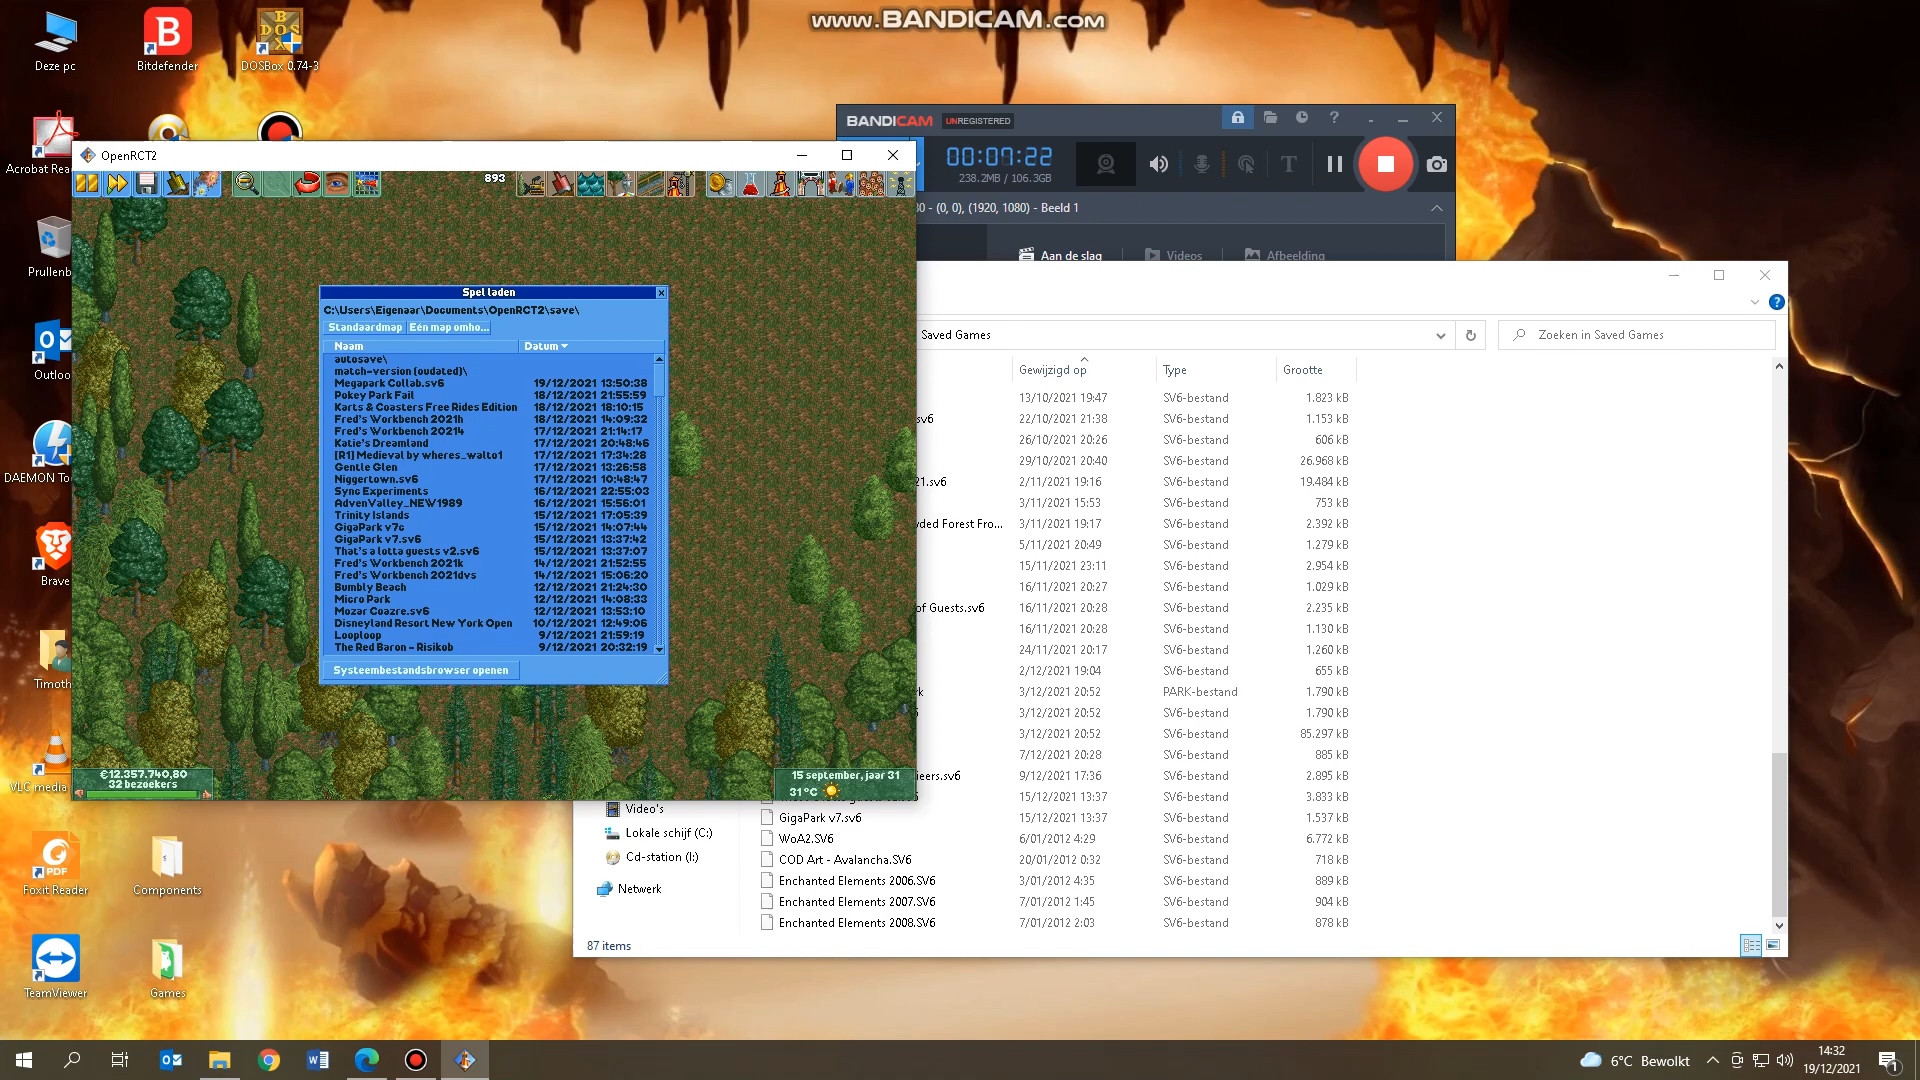 www.BANDICAM.com
Deze pc
Bitdefender
DOSBox 0.74-3
Acrobat Rea
Prullenb
Outloo
DAEMON To
Brave
Timoth
VLC media
Foxit Reader
Components
TeamViewer
Games
BANDICAM UNREGISTERED
00:07:22
238.2MB / 106.3GB
30 - (0, 0), (1920, 1080) - Beeld 1
Aan de slag
Videos
Afbeelding
OpenRCT2
893
Spel laden
C:\Users\Eigenaar\Documents\OpenRCT2\save\
Standaardmap Eén map omho...
Naam Datum
autosave\
match-version (oudated)\
Megapark Collab.sv6 19/12/2021 13:50:38
Pokey Park Fail 18/12/2021 21:55:59
Karts & Coasters Free Rides Edition 18/12/2021 18:10:15
Fred's Workbench 2021h 18/12/2021 14:09:32
Fred's Workbench 20214 17/12/2021 21:14:17
Katie's Dreamland 17/12/2021 20:48:46
[R1] Medieval by wheres_walto1 17/12/2021 17:34:28
Gentle Glen 17/12/2021 13:26:58
Niggertown.sv6 17/12/2021 10:48:47
Sync Experiments 16/12/2021 22:55:03
AdvenValley_NEW1989 16/12/2021 15:56:01
Trinity Islands 15/12/2021 17:05:39
GigaPark v7c 15/12/2021 14:07:44
GigaPark v7.sv6 15/12/2021 13:37:42
That's a lotta guests v2.sv6 15/12/2021 13:37:07
Fred's Workbench 2021k 14/12/2021 21:52:55
Fred's Workbench 2021dvs 14/12/2021 15:06:20
Bumbly Beach 12/12/2021 21:24:30
Micro Park 12/12/2021 14:08:33
Mozar Coazre.sv6 12/12/2021 13:53:10
Disneyland Resort New York Open 10/12/2021 12:49:06
Looploop 9/12/2021 21:59:19
The Red Baron - Risikob 9/12/2021 20:32:19
Systeembestandsbrowser openen
€12.357.740,80
32 bezoekers
15 september, jaar 31
31°C
Saved Games
Zoeken in Saved Games
Gewijzigd op Type Grootte
13/10/2021 19:47 SV6-bestand 1.823 kB
.sv6 22/10/2021 21:38 SV6-bestand 1.153 kB
26/10/2021 20:26 SV6-bestand 606 kB
29/10/2021 20:40 SV6-bestand 26.968 kB
21.sv6 2/11/2021 19:16 SV6-bestand 19.484 kB
3/11/2021 15:53 SV6-bestand 753 kB
wded Forest Fro... 3/11/2021 19:17 SV6-bestand 2.392 kB
5/11/2021 20:49 SV6-bestand 1.279 kB
15/11/2021 23:11 SV6-bestand 2.954 kB
16/11/2021 20:27 SV6-bestand 1.029 kB
of Guests.sv6 16/11/2021 20:28 SV6-bestand 2.235 kB
16/11/2021 20:28 SV6-bestand 1.130 kB
24/11/2021 20:17 SV6-bestand 1.260 kB
2/12/2021 19:04 SV6-bestand 655 kB
rk 3/12/2021 20:52 PARK-bestand 1.790 kB
3/12/2021 20:52 SV6-bestand 1.790 kB
3/12/2021 20:52 SV6-bestand 85.297 kB
7/12/2021 20:28 SV6-bestand 885 kB
ieers.sv6 9/12/2021 17:36 SV6-bestand 2.895 kB
15/12/2021 13:37 SV6-bestand 3.833 kB
GigaPark v7.sv6 15/12/2021 13:37 SV6-bestand 1.537 kB
WoA2.SV6 6/01/2012 4:29 SV6-bestand 6.772 kB
COD Art - Avalancha.SV6 20/01/2012 0:32 SV6-bestand 718 kB
Enchanted Elements 2006.SV6 3/01/2012 4:35 SV6-bestand 889 kB
Enchanted Elements 2007.SV6 7/01/2012 1:45 SV6-bestand 904 kB
Enchanted Elements 2008.SV6 7/01/2012 2:03 SV6-bestand 878 kB
Video's
Lokale schijf (C:)
Cd-station (I:)
Netwerk
87 items
6°C Bewolkt
14:32
19/12/2021
1